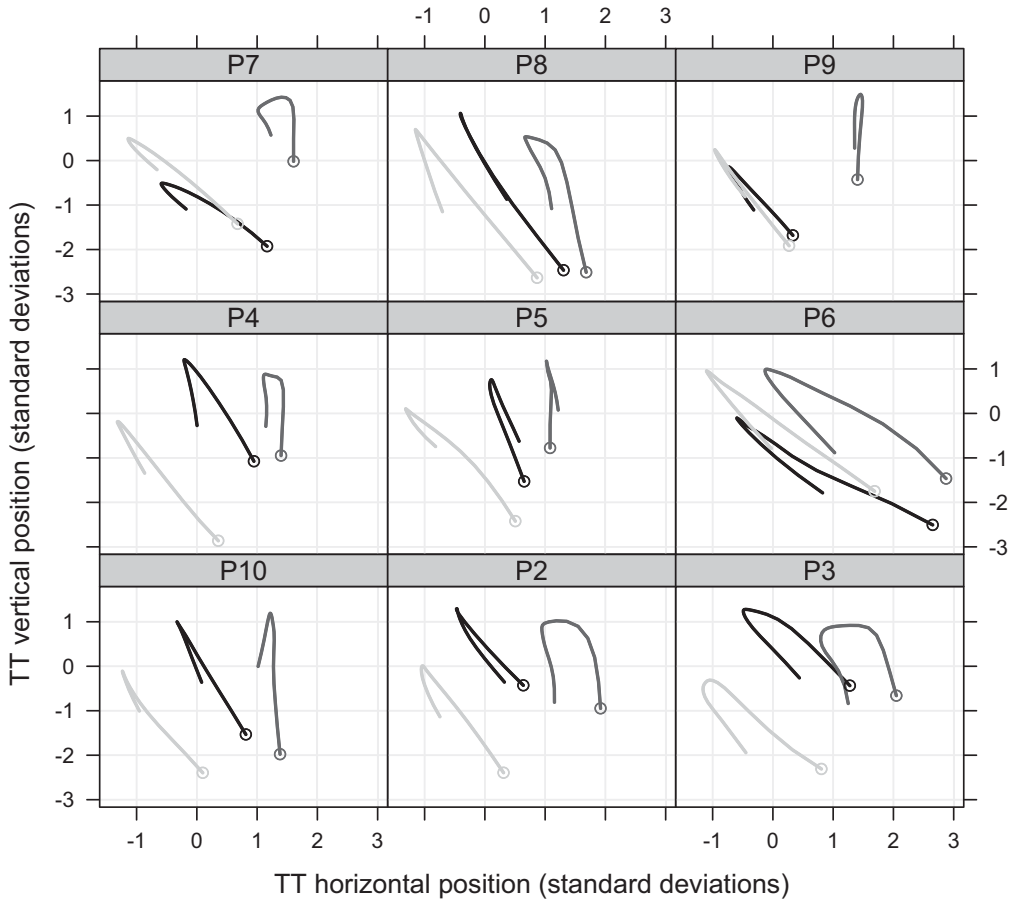 -1 0 1 2 3
P7 P8 P9
1
0
-1
-2
-3
P4 P5 P6
1
0
-1
-2
-3
P10 P2 P3
1
0
-1
-2
-3
-1 0 1 2 3 -1 0 1 2 3
TT horizontal position (standard deviations)
TT vertical position (standard deviations)